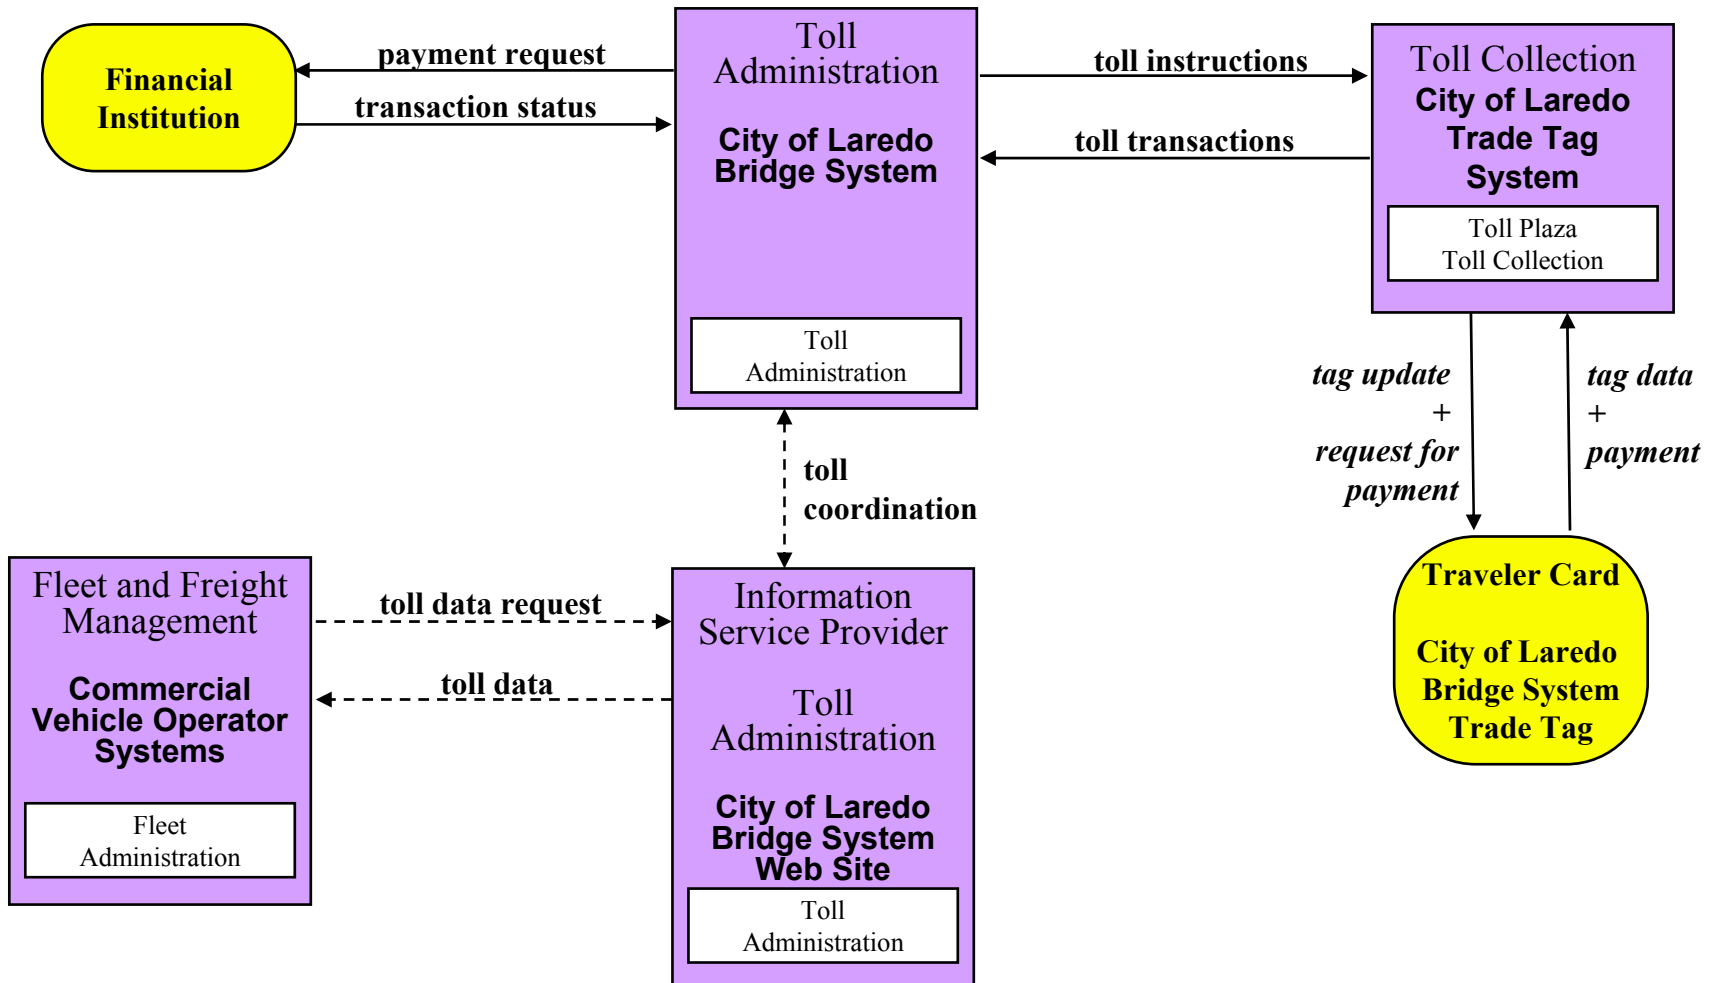 Financial
Institution
payment request
transaction status
Toll
Administration
City of Laredo
Bridge System
Toll
Administration
toll instructions
toll transactions
Toll Collection
City of Laredo
Trade Tag
System
Toll Plaza
Toll Collection
tag update
+
request for
payment
tag data
+
payment
toll
coordination
Fleet and Freight
Management
Commercial
Vehicle Operator
Systems
Fleet
Administration
toll data request
toll data
Information
Service Provider
Toll
Administration
City of Laredo
Bridge System
Web Site
Toll
Administration
Traveler Card
City of Laredo
Bridge System
Trade Tag